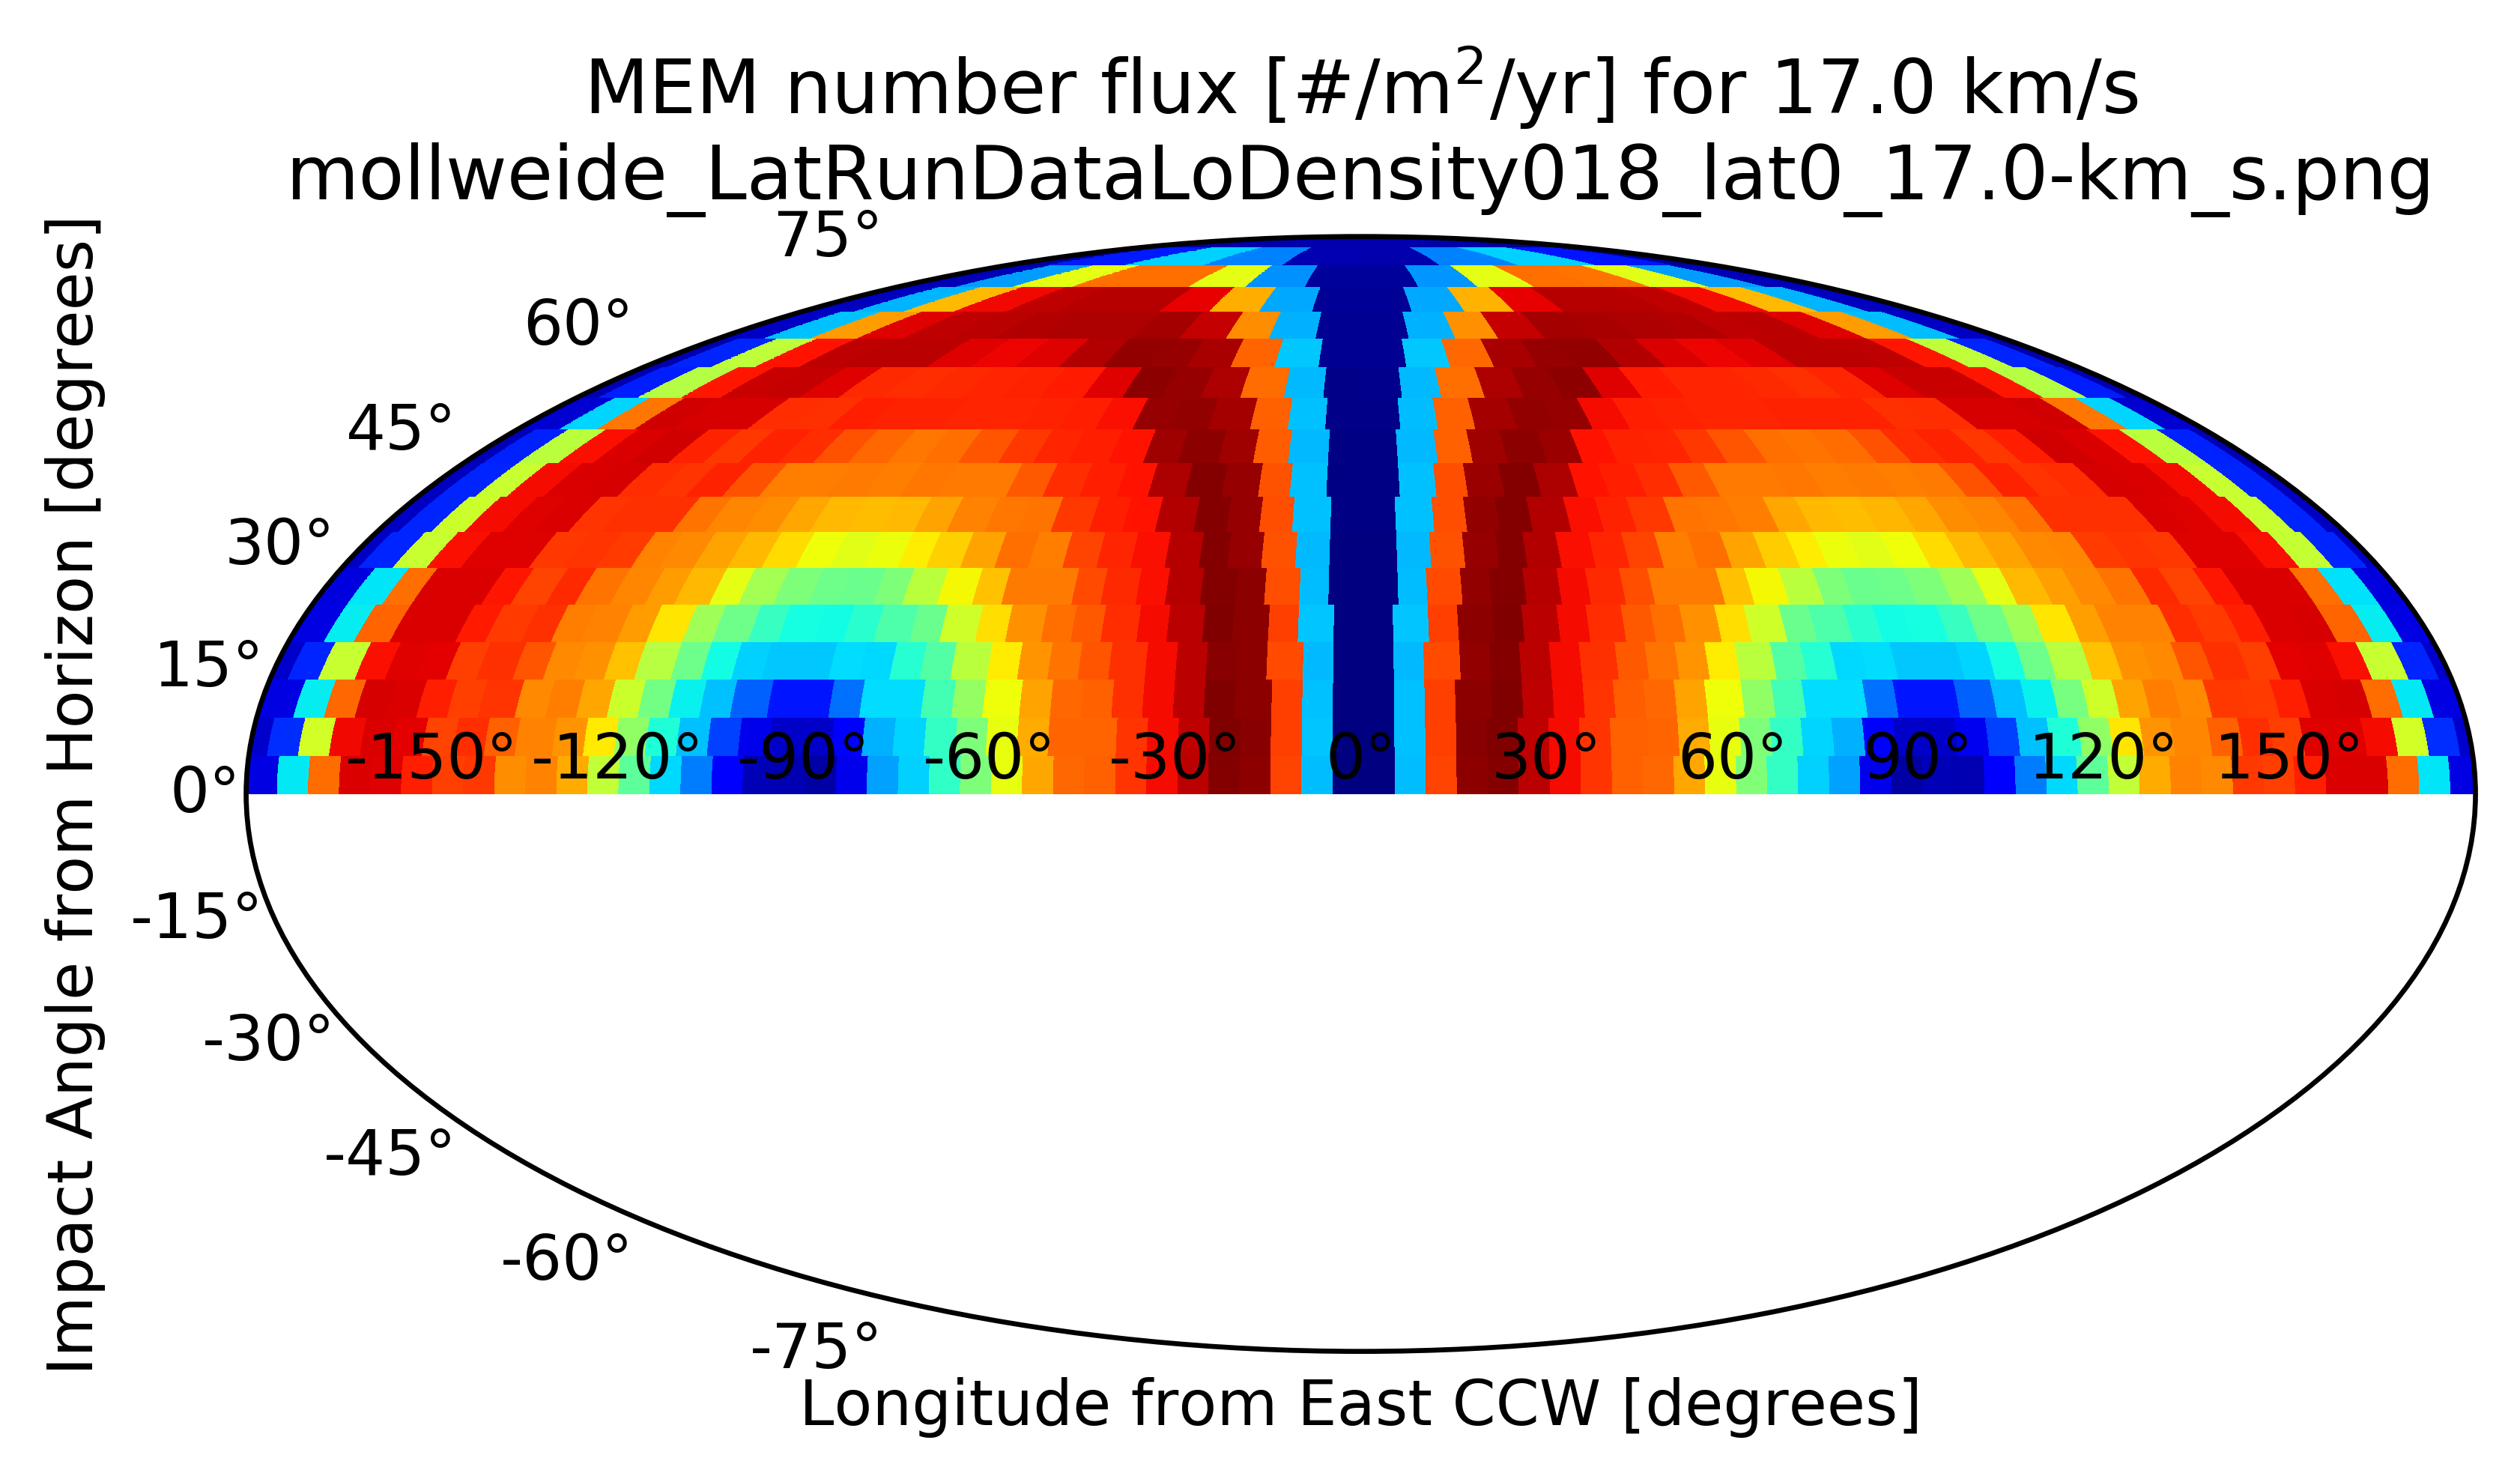 MEM number flux [#/m²/yr] for 17.0 km/s
mollweide_LatRunDataLoDensity018_lat0_17.0-km_s.png
Impact Angle from Horizon [degrees]
75°
60°
45°
30°
15°
0°
-15°
-30°
-45°
-60°
-75°
-150° -120° -90° -60° -30° 0° 30° 60° 90° 120° 150°
Longitude from East CCW [degrees]